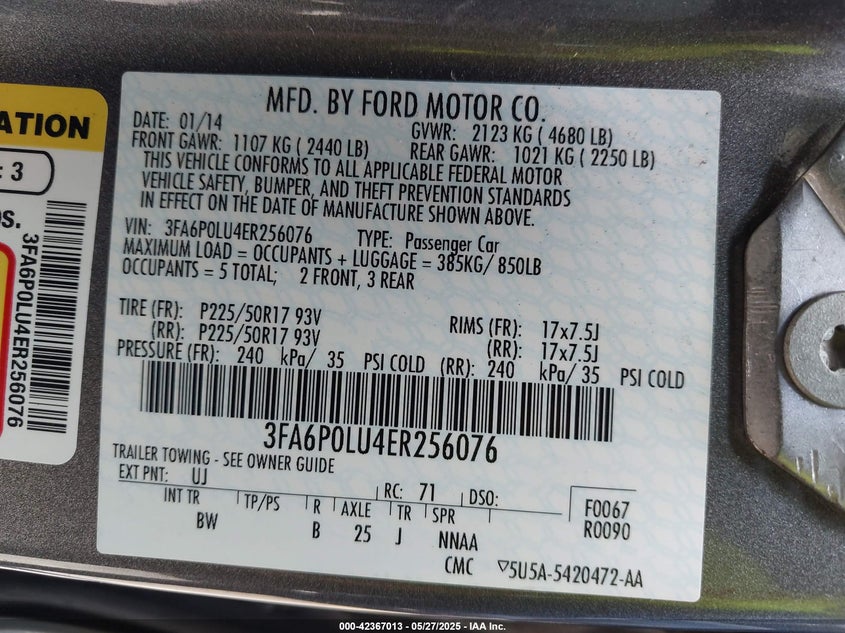 ATION
: 3
os.
3FA6P0LU4ER256076
MFD. BY FORD MOTOR CO.
DATE: 01/14 GVWR: 2123 KG ( 4680 LB)
FRONT GAWR: 1107 KG ( 2440 LB) REAR GAWR: 1021 KG ( 2250 LB)
THIS VEHICLE CONFORMS TO ALL APPLICABLE FEDERAL MOTOR
VEHICLE SAFETY, BUMPER, AND THEFT PREVENTION STANDARDS
IN EFFECT ON THE DATE OF MANUFACTURE SHOWN ABOVE.
VIN: 3FA6P0LU4ER256076 TYPE: Passenger Car
MAXIMUM LOAD = OCCUPANTS + LUGGAGE = 385KG/ 850LB
OCCUPANTS = 5 TOTAL; 2 FRONT, 3 REAR
TIRE (FR): P225/50R17 93V RIMS (FR): 17x7.5J
(RR): P225/50R17 93V (RR): 17x7.5J
PRESSURE (FR): 240 kPa/ 35 PSI COLD (RR): 240 kPa/ 35 PSI COLD
3FA6P0LU4ER256076
TRAILER TOWING - SEE OWNER GUIDE
EXT PNT: UJ RC: 71 DSO:
INT TR TP/PS R AXLE TR SPR F0067
BW B 25 J NNAA R0090
CMC ▽5U5A-5420472-AA
000-42367013 - 05/27/2025 - IAA Inc.